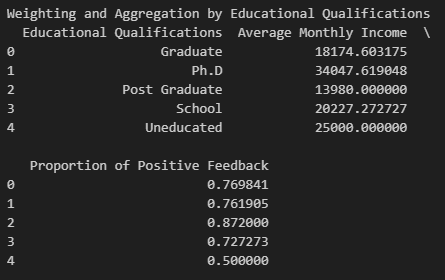 Weighting and Aggregation by Educational Qualifications
Educational Qualifications Average Monthly Income \
0 Graduate 18174.603175
1 Ph.D 34047.619048
2 Post Graduate 13980.000000
3 School 20227.272727
4 Uneducated 25000.000000
Proportion of Positive Feedback
0 0.769841
1 0.761905
2 0.872000
3 0.727273
4 0.500000